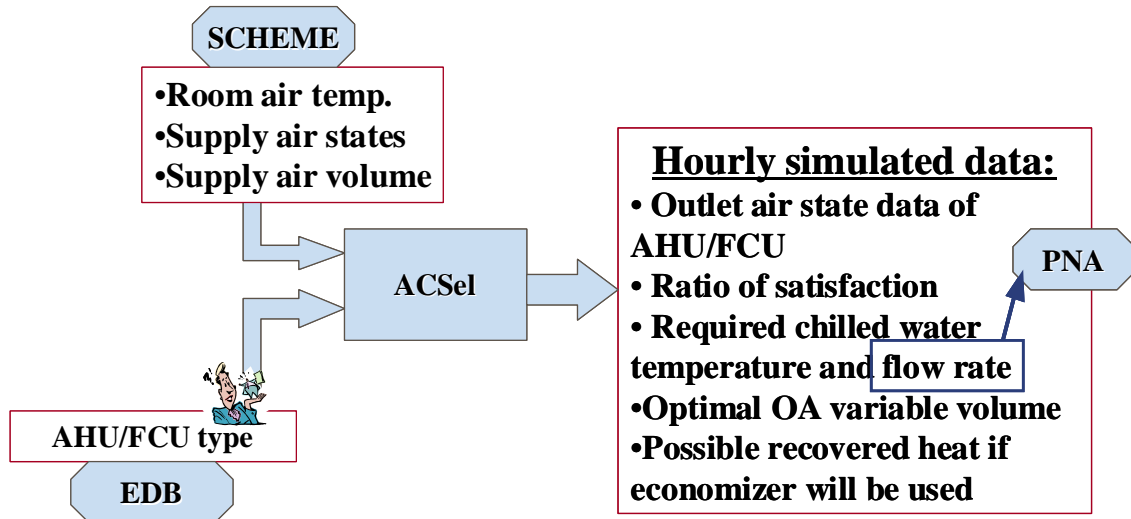 SCHEME
•Room air temp.
•Supply air states
•Supply air volume
ACSel
AHU/FCU type
EDB
Hourly simulated data:
• Outlet air state data of
AHU/FCU
• Ratio of satisfaction
• Required chilled water
temperature and flow rate
•Optimal OA variable volume
•Possible recovered heat if
economizer will be used
PNA